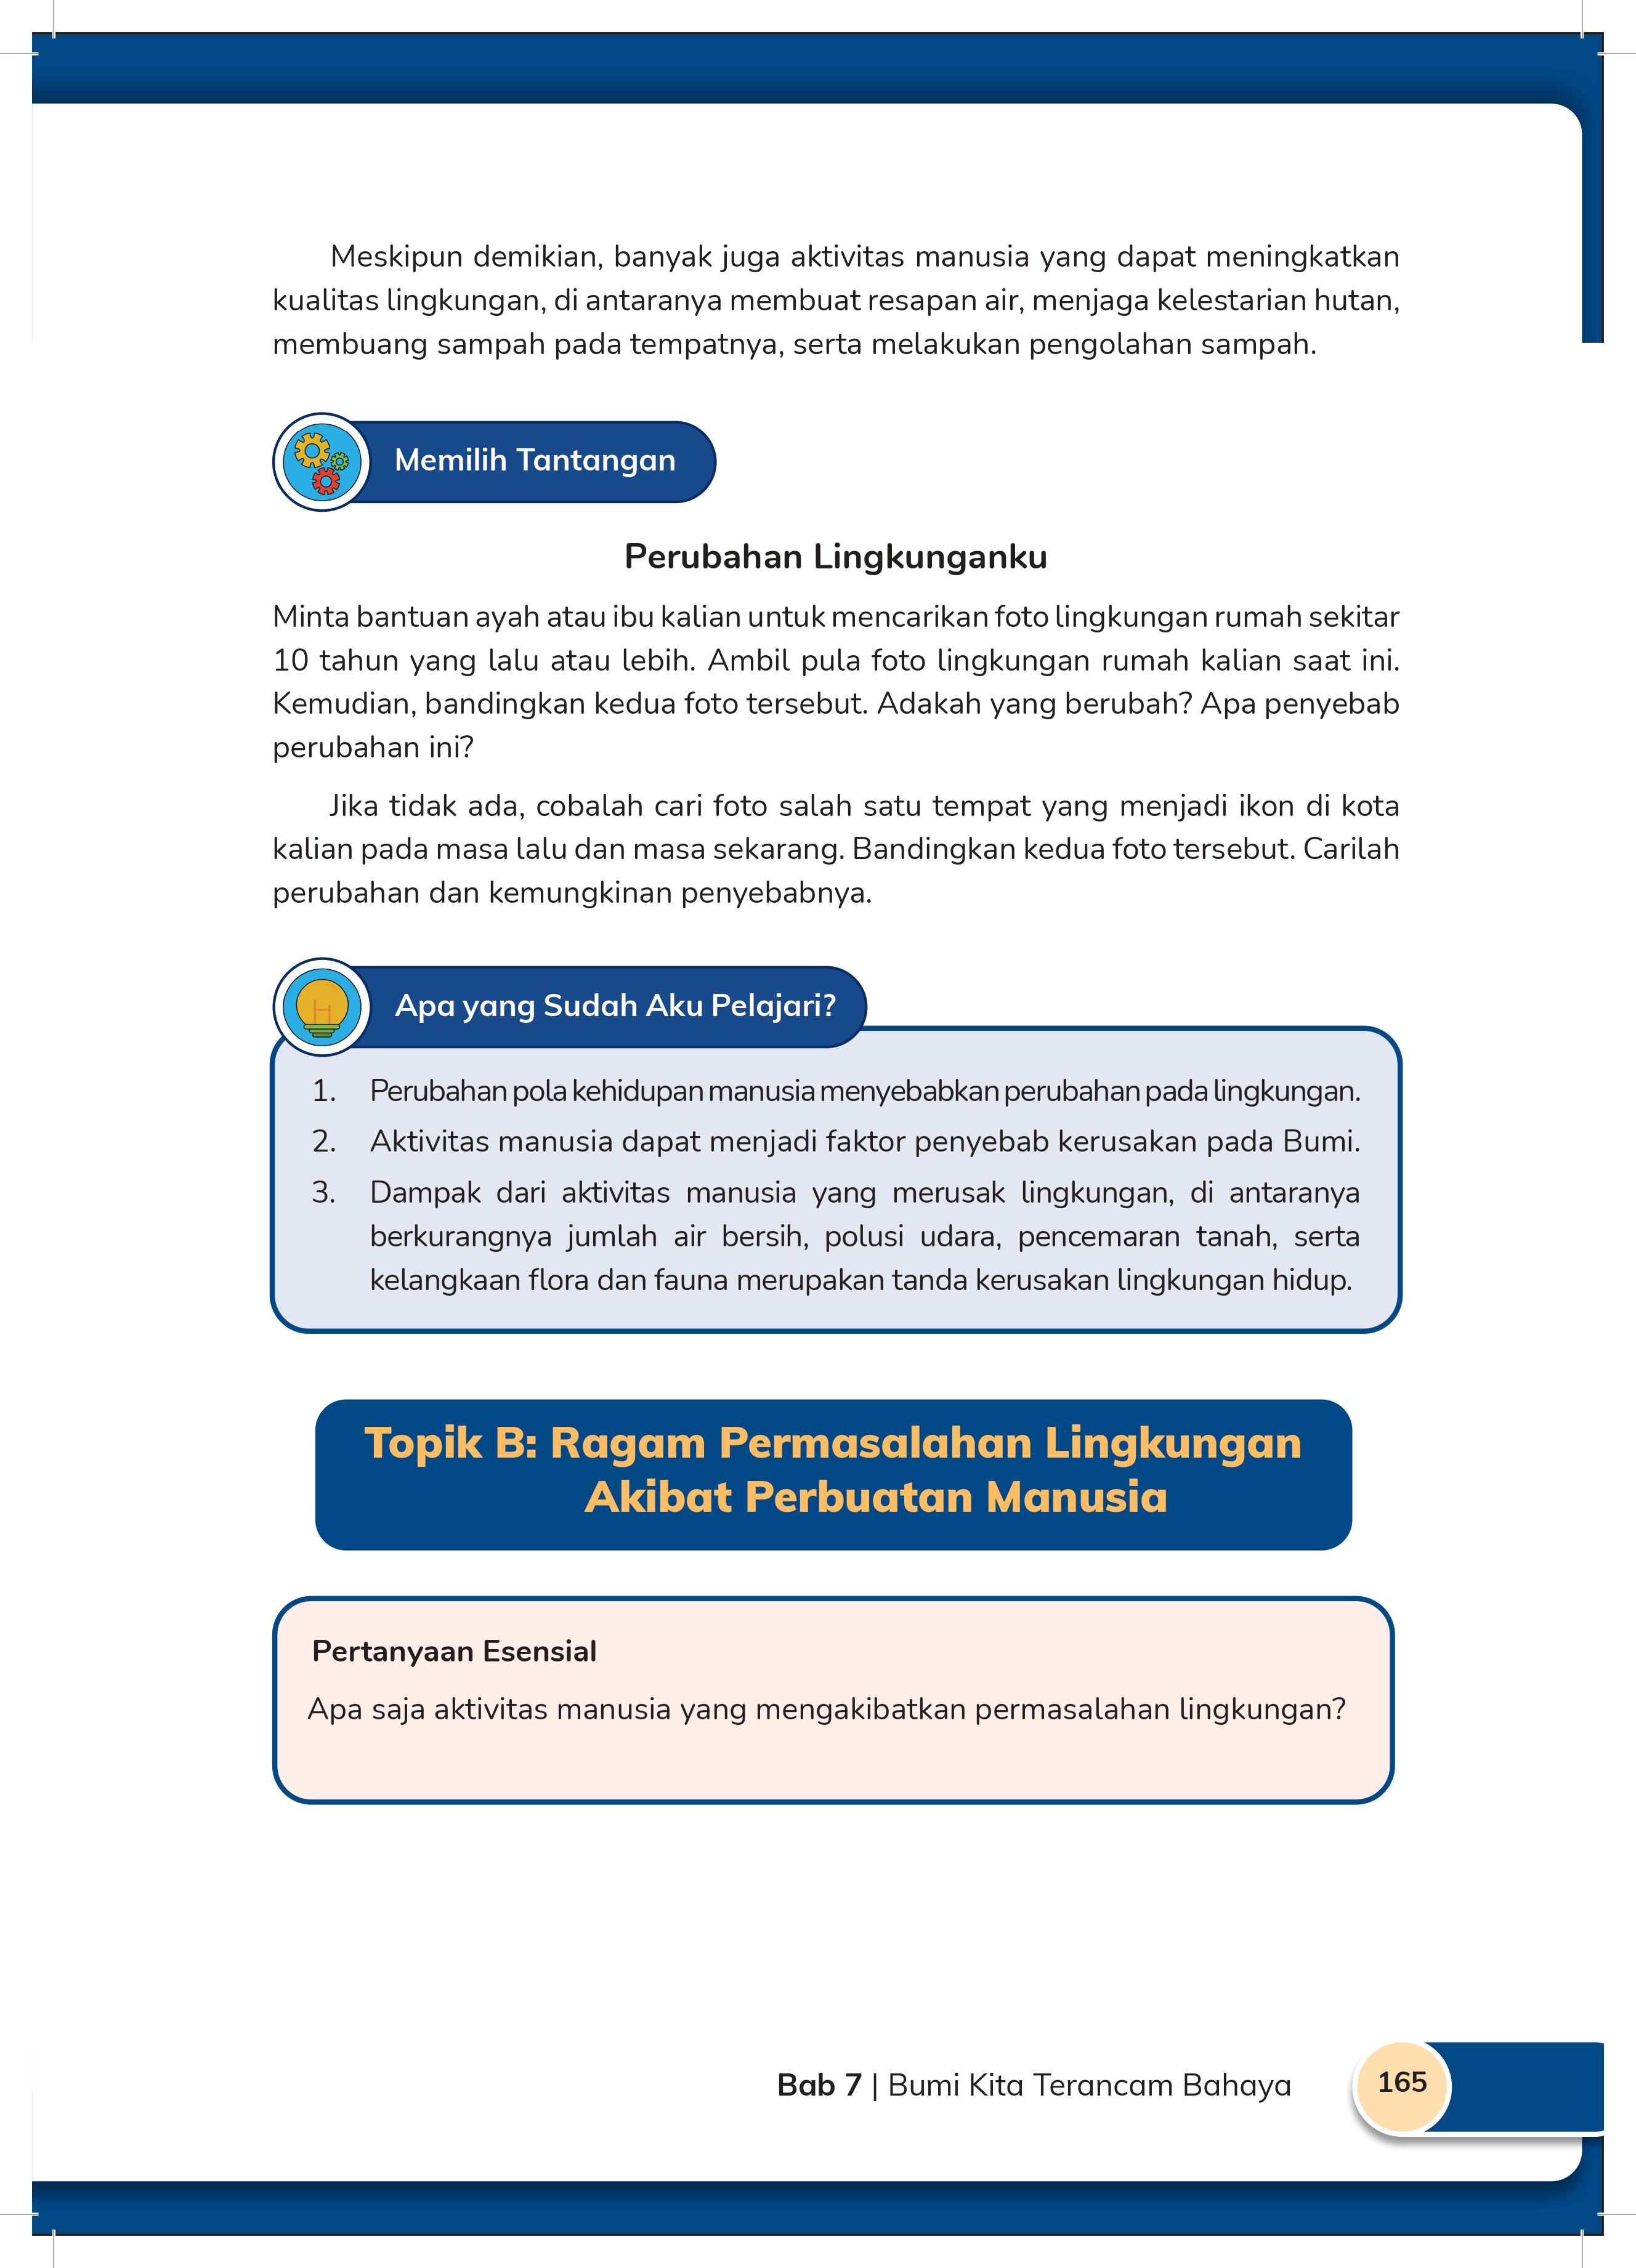 Meskipun demikian, banyak juga aktivitas manusia yang dapat meningkatkan
kualitas lingkungan, di antaranya membuat resapan air, menjaga kelestarian hutan,
membuang sampah pada tempatnya, serta melakukan pengolahan sampah.
Memilih Tantangan
Perubahan Lingkunganku
Minta bantuan ayah atau ibu kalian untuk mencarikan foto lingkungan rumah sekitar
10 tahun yang lalu atau lebih. Ambil pula foto lingkungan rumah kalian saat ini.
Kemudian, bandingkan kedua foto tersebut. Adakah yang berubah? Apa penyebab
perubahan ini?
Jika tidak ada, cobalah cari foto salah satu tempat yang menjadi ikon di kota
kalian pada masa lalu dan masa sekarang. Bandingkan kedua foto tersebut. Carilah
perubahan dan kemungkinan penyebabnya.
Apa yang Sudah Aku Pelajari?
1. Perubahan pola kehidupan manusia menyebabkan perubahan pada lingkungan.
2. Aktivitas manusia dapat menjadi faktor penyebab kerusakan pada Bumi.
3. Dampak dari aktivitas manusia yang merusak lingkungan, di antaranya
berkurangnya jumlah air bersih, polusi udara, pencemaran tanah, serta
kelangkaan flora dan fauna merupakan tanda kerusakan lingkungan hidup.
Topik B: Ragam Permasalahan Lingkungan
Akibat Perbuatan Manusia
Pertanyaan Esensial
Apa saja aktivitas manusia yang mengakibatkan permasalahan lingkungan?
Bab 7 | Bumi Kita Terancam Bahaya
165